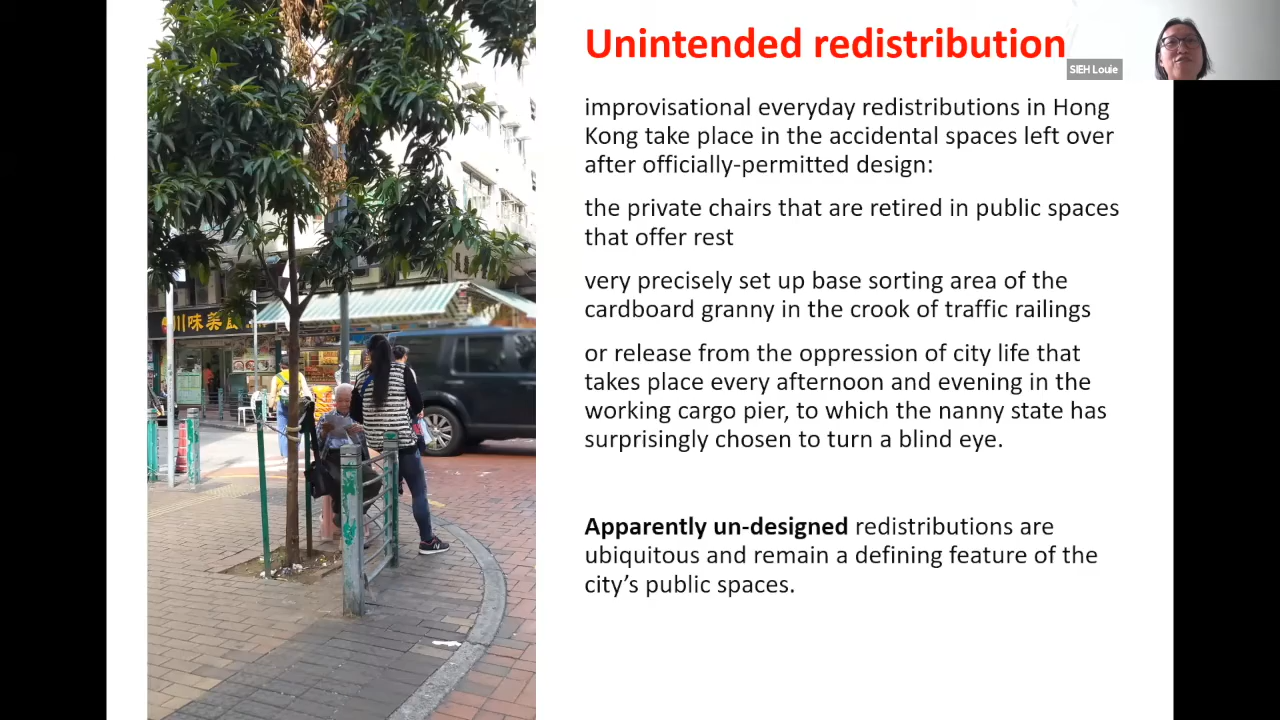 Unintended redistribution
SIEH Louie
improvisational everyday redistributions in Hong
Kong take place in the accidental spaces left over
after officially-permitted design:
the private chairs that are retired in public spaces
that offer rest
very precisely set up base sorting area of the
cardboard granny in the crook of traffic railings
or release from the oppression of city life that
takes place every afternoon and evening in the
working cargo pier, to which the nanny state has
surprisingly chosen to turn a blind eye.
Apparently un-designed redistributions are
ubiquitous and remain a defining feature of the
city’s public spaces.
川味美